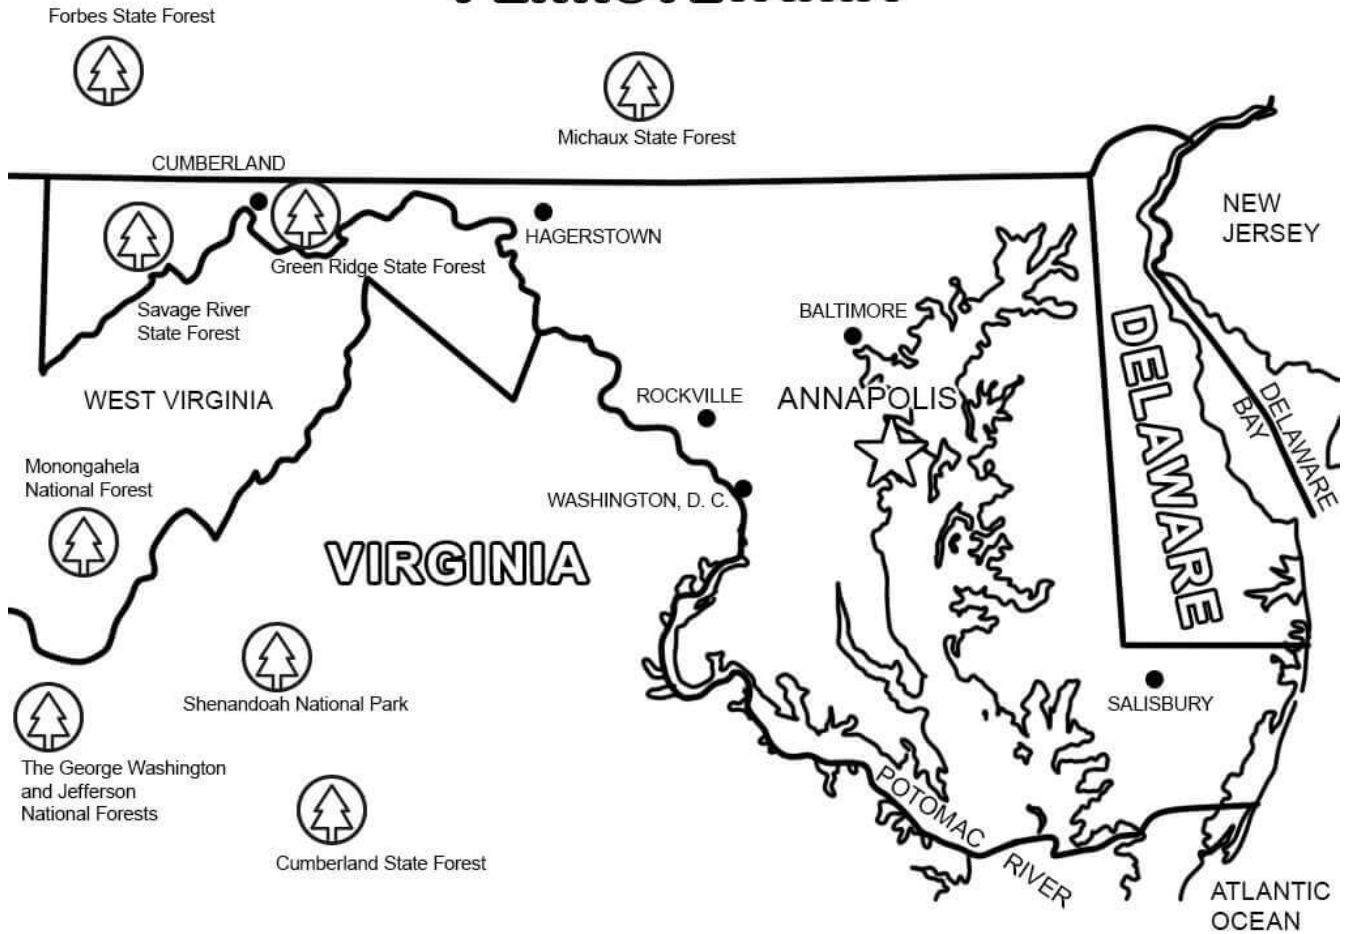 Forbes State Forest
Michaux State Forest
CUMBERLAND
HAGERSTOWN
NEW
JERSEY
Green Ridge State Forest
Savage River
State Forest
BALTIMORE
DELAWARE
WEST VIRGINIA
ROCKVILLE
ANNAPOLIS
DELAWARE
BAY
Monongahela
National Forest
WASHINGTON, D. C.
VIRGINIA
Shenandoah National Park
SALISBURY
The George Washington
and Jefferson
National Forests
POTOMAC
RIVER
Cumberland State Forest
ATLANTIC
OCEAN